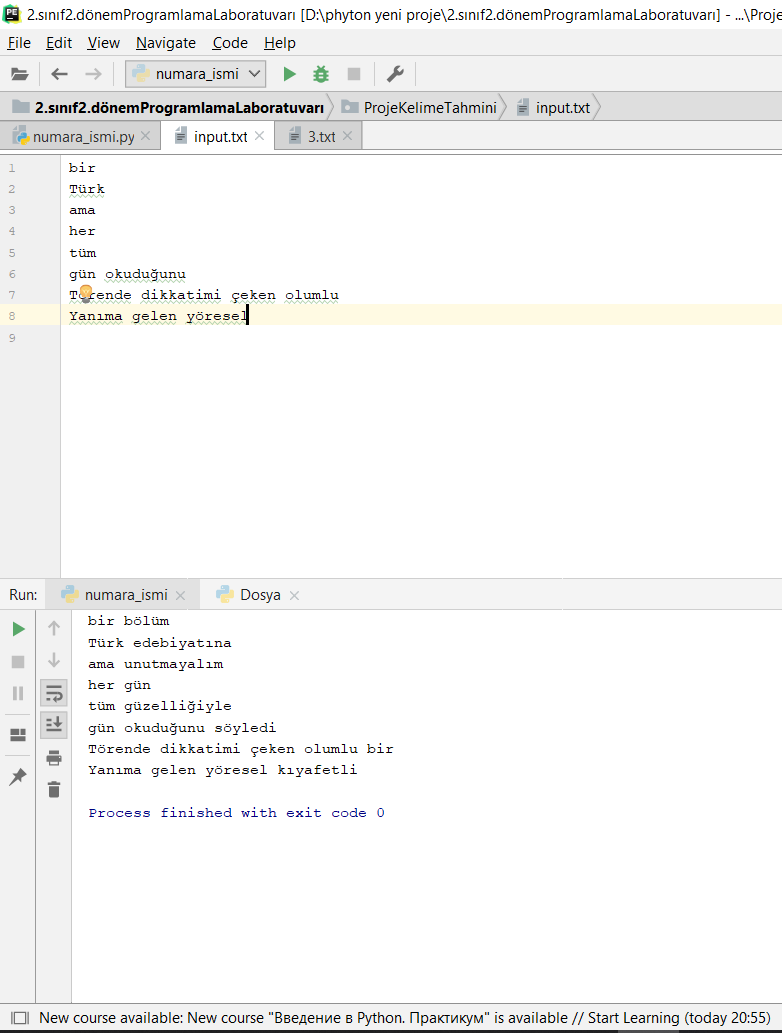 PE 2.sınıf2.dönemProgramlamaLaboratuvarı [D:\phyton yeni proje\2.sınıf2.dönemProgramlamaLaboratuvarı] - ...\Proje
File Edit View Navigate Code Help
numara_ismi
2.sınıf2.dönemProgramlamaLaboratuvarı ProjeKelimeTahmini input.txt
numara_ismi.py input.txt 3.txt
1 bir
2 Türk
3 ama
4 her
5 tüm
6 gün okuduğunu
7 Törende dikkatimi çeken olumlu
8 Yanıma gelen yöresel
9
Run: numara_ismi Dosya
bir bölüm
Türk edebiyatına
ama unutmayalım
her gün
tüm güzelliğiyle
gün okuduğunu söyledi
Törende dikkatimi çeken olumlu bir
Yanıma gelen yöresel kıyafetli
Process finished with exit code 0
New course available: New course "Введение в Python. Практикум" is available // Start Learning (today 20:55)